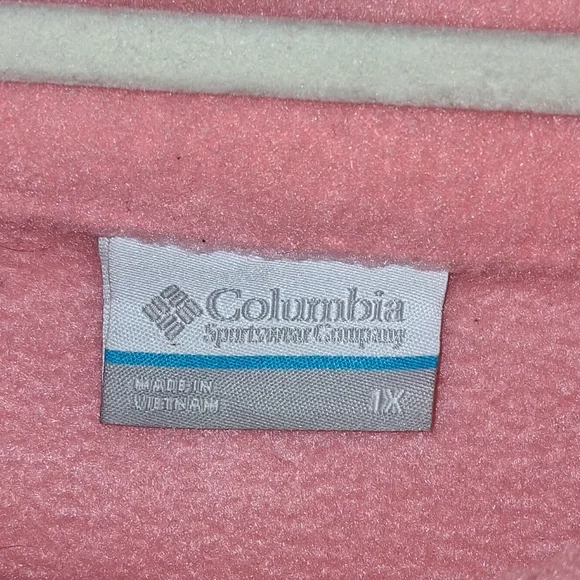 Columbia
Sportswear Company
MADE IN
VIETNAM
1X